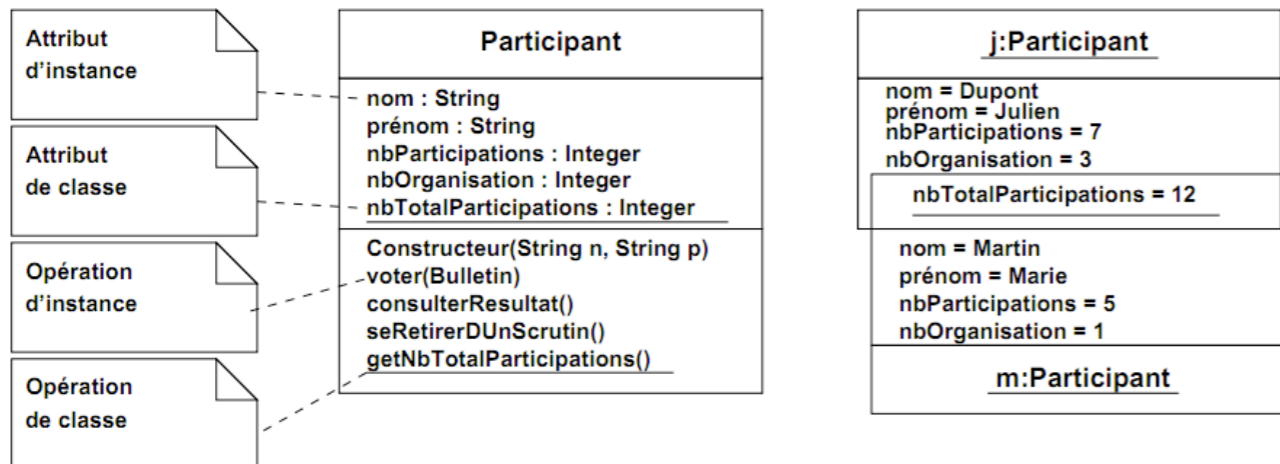 Attribut
d'instance
Attribut
de classe
Opération
d'instance
Opération
de classe
Participant
nom : String
prénom : String
nbParticipations : Integer
nbOrganisation : Integer
nbTotalParticipations : Integer
Constructeur(String n, String p)
voter(Bulletin)
consulterResultat()
seRetirerDUnScrutin()
getNbTotalParticipations()
j:Participant
nom = Dupont
prénom = Julien
nbParticipations = 7
nbOrganisation = 3
nbTotalParticipations = 12
nom = Martin
prénom = Marie
nbParticipations = 5
nbOrganisation = 1
m:Participant